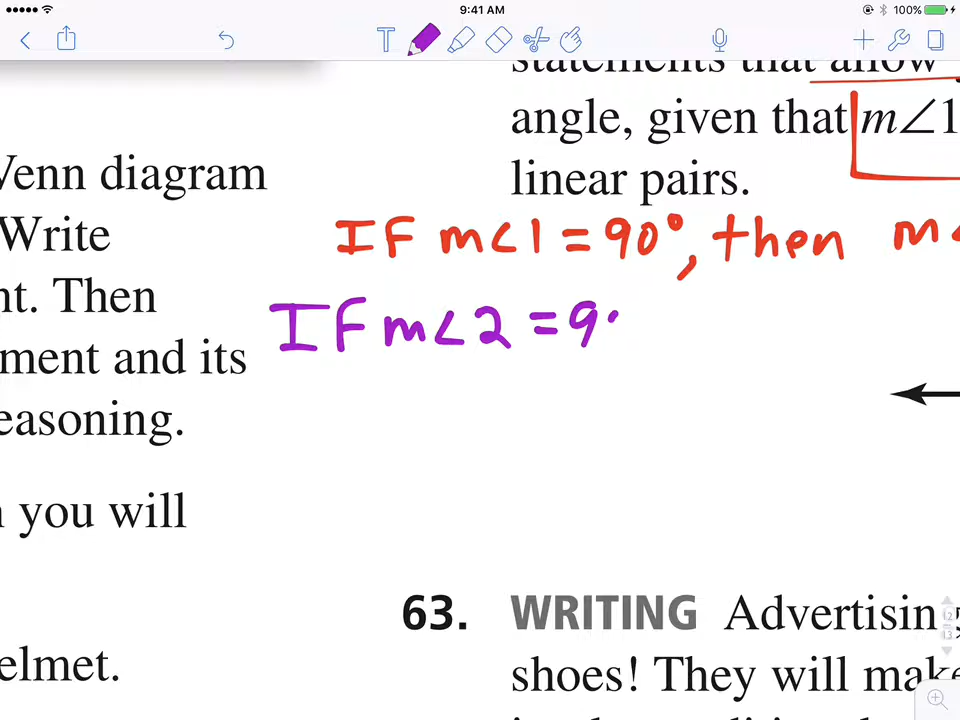 9:41 AM
100%
T
Venn diagram
Write
nt. Then
ment and its
easoning.
n you will
elmet.
statements that allow
angle, given that m∠1
linear pairs.
IF m<1 = 90°, then m<
IF m<2 = 9
63. WRITING Advertisin
shoes! They will make